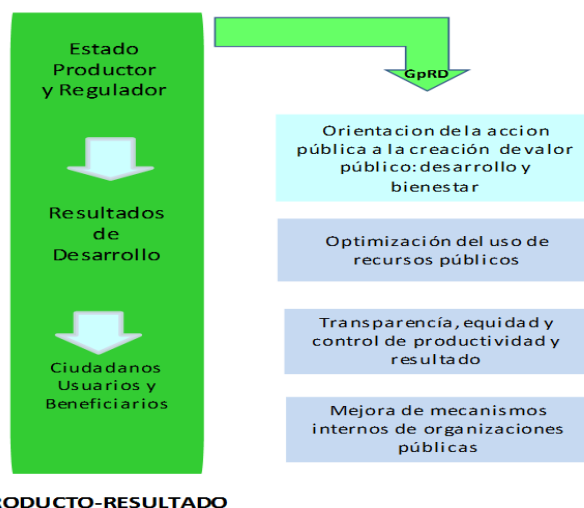 Estado
Productor
y Regulador
Resultados
de
Desarrollo
Ciudadanos
Usuarios y
Beneficiarios
GpRD
Orientacion de la accion
pública a la creación de valor
público: desarrollo y
bienestar
Optimización del uso de
recursos públicos
Transparencía, equidad y
control de productividad y
resultado
Mejora de mecanismos
internos de organizaciones
públicas
RODUCTO-RESULTADO